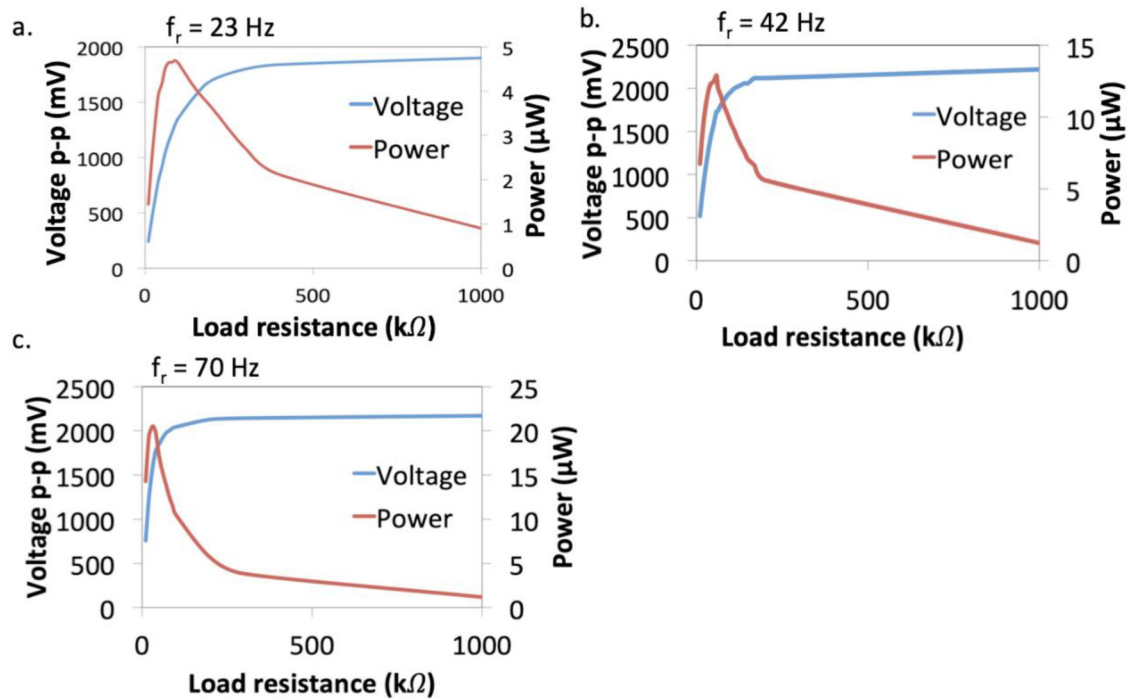 a.
f_r = 23 Hz
Voltage p-p (mV)
2000
1500
1000
500
0
5
4
3
2
1
0
Power (µW)
Voltage
Power
0 500 1000
Load resistance (kΩ)
b.
f_r = 42 Hz
Voltage p-p (mV)
2500
2000
1500
1000
500
0
15
10
5
0
Power (µW)
Voltage
Power
0 500 1000
Load resistance (kΩ)
c.
f_r = 70 Hz
Voltage p-p (mV)
2500
2000
1500
1000
500
0
25
20
15
10
5
0
Power (µW)
Voltage
Power
0 500 1000
Load resistance (kΩ)